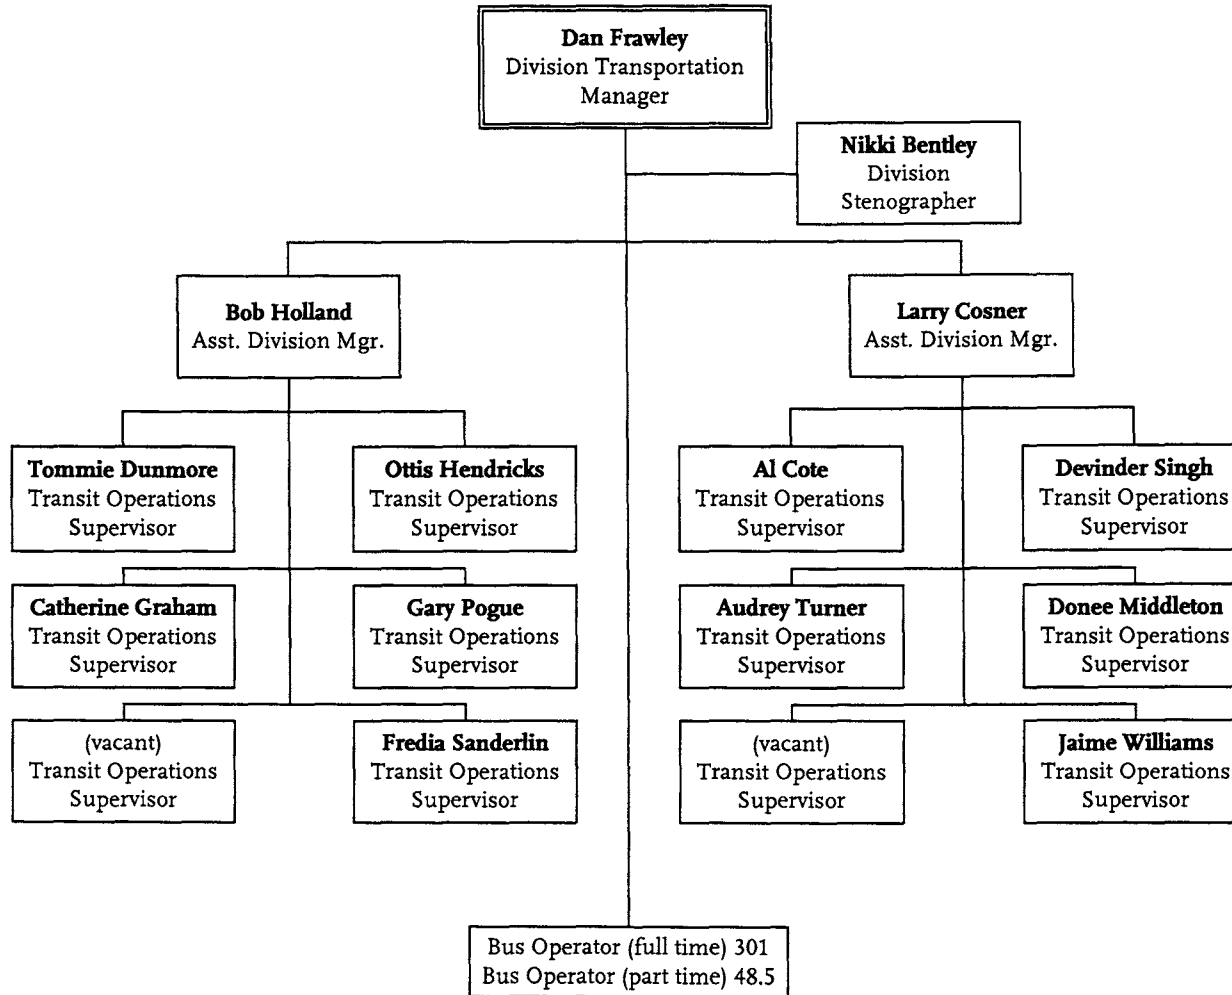 Dan Frawley
Division Transportation
Manager
Nikki Bentley
Division
Stenographer
Bob Holland
Asst. Division Mgr.
Larry Cosner
Asst. Division Mgr.
Tommie Dunmore
Transit Operations
Supervisor
Ottis Hendricks
Transit Operations
Supervisor
Al Cote
Transit Operations
Supervisor
Devinder Singh
Transit Operations
Supervisor
Catherine Graham
Transit Operations
Supervisor
Gary Pogue
Transit Operations
Supervisor
Audrey Turner
Transit Operations
Supervisor
Donee Middleton
Transit Operations
Supervisor
(vacant)
Transit Operations
Supervisor
Fredia Sanderlin
Transit Operations
Supervisor
(vacant)
Transit Operations
Supervisor
Jaime Williams
Transit Operations
Supervisor
Bus Operator (full time) 301
Bus Operator (part time) 48.5